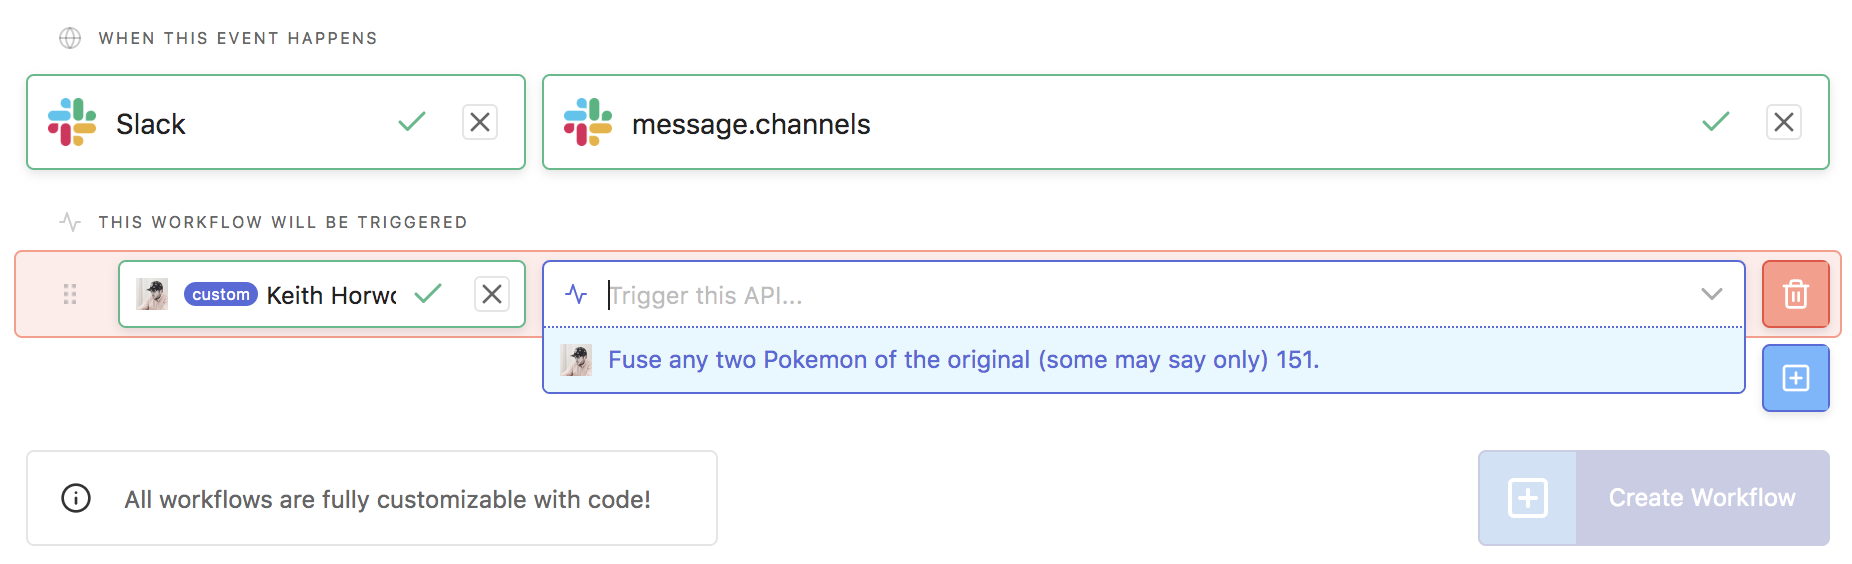 WHEN THIS EVENT HAPPENS
Slack
message.channels
THIS WORKFLOW WILL BE TRIGGERED
custom Keith Horwo
Trigger this API...
Fuse any two Pokemon of the original (some may say only) 151.
All workflows are fully customizable with code!
Create Workflow